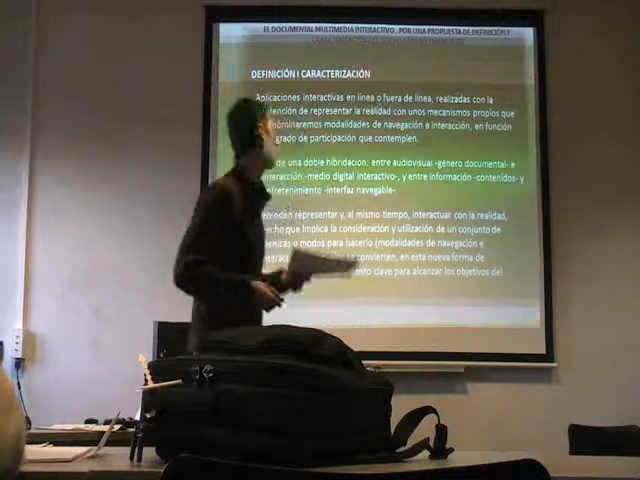 EL DOCUMENTAL MULTIMEDIA INTERACTIVO. POR UNA PROPUESTA DE DEFINICIÓN Y
DEFINICIÓN i CARACTERIZACIÓN
Aplicaciones interactivas en línea o fuera de línea, realizadas con la
de representar la realidad con unos mecanismos propios que
modalidades de navegación e interacción, en función
grado de participación que contemplen.
de una doble hibridación: entre audiovisual -género documental- e
-medio digital interactivo-, y entre información -contenidos- y
-interfaz navegable-.
representar y, al mismo tiempo, interactuar con la realidad,
que implica la consideración y utilización de un conjunto de
o modos para hacerlo (modalidades de navegación e
se convierten, en esta nueva forma de
clave para alcanzar los objetivos del